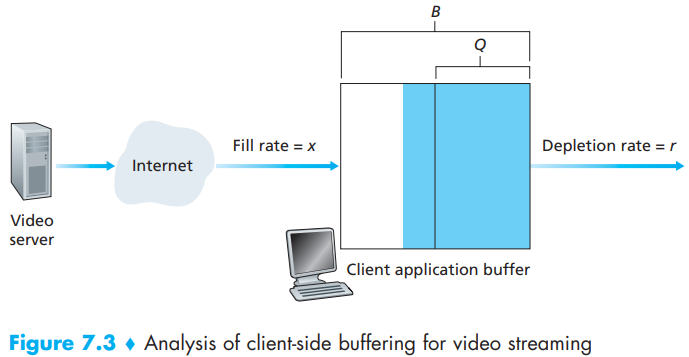 B
Q
Fill rate = x
Depletion rate = r
Internet
Video
server
Client application buffer
Figure 7.3 ♦ Analysis of client-side buffering for video streaming